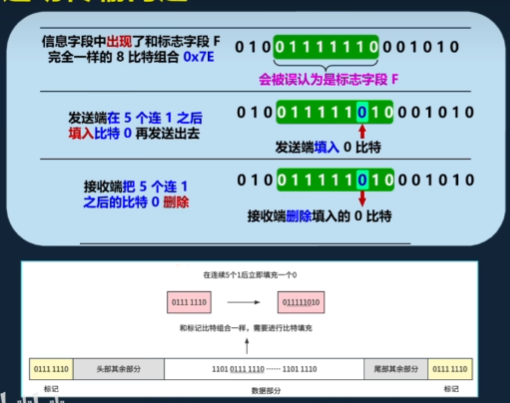 信息字段中出现了和标志字段 F
完全一样的 8 比特组合 0x7E
0 1 0 0 1 1 1 1 1 1 0 0 0 1 0 1 0
会被误认为是标志字段 F
发送端在 5 个连 1 之后
填入比特 0 再发送出去
0 1 0 0 1 1 1 1 1 0 1 0 0 0 1 0 1 0
发送端填入 0 比特
接收端把 5 个连 1
之后的比特 0 删除
0 1 0 0 1 1 1 1 1 0 1 0 0 0 1 0 1 0
接收端删除填入的 0 比特
在连续5个1后立即填充一个0
0111 1110
011111010
和标记比特组合一样，需要进行比特填充
0111 1110
头部其余部分
1101 0111 1110 ······ 1101 1110
尾部其余部分
0111 1110
标记
数据部分
标记